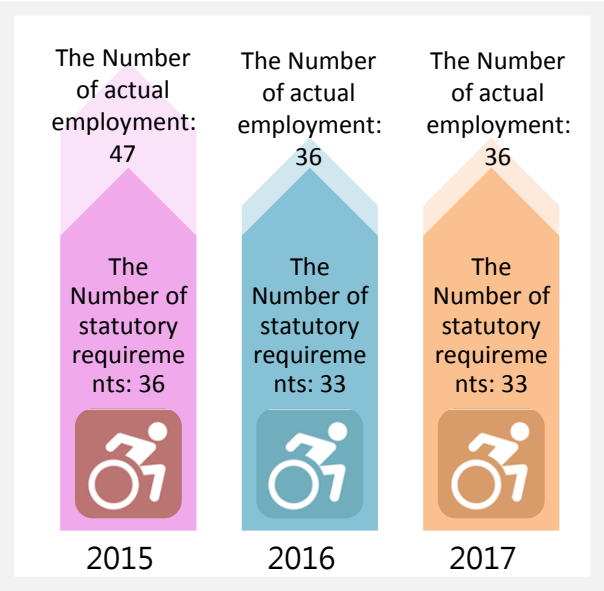 The Number
of actual
employment:
47
The
Number of
statutory
requireme
nts: 36
2015
The Number
of actual
employment:
36
The
Number of
statutory
requireme
nts: 33
2016
The Number
of actual
employment:
36
The
Number of
statutory
requireme
nts: 33
2017